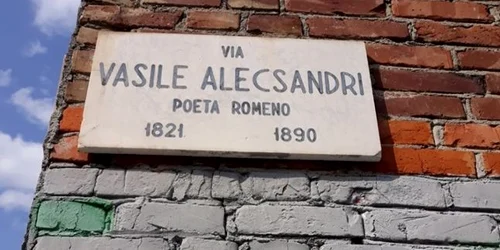 VIA
VASILE ALECSANDRI
POETA ROMENO
1821 1890